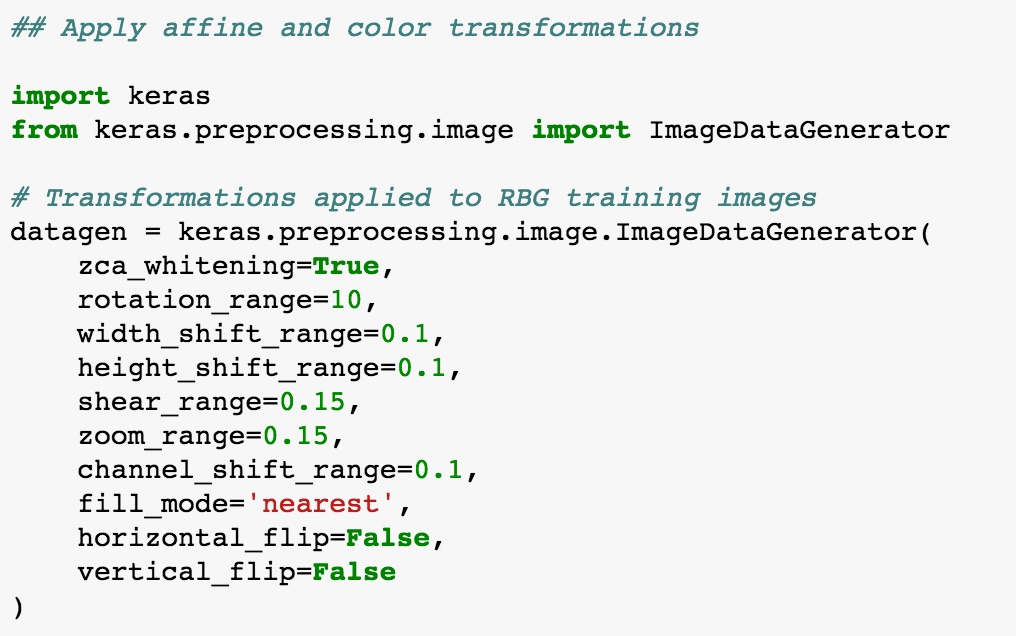 ## Apply affine and color transformations
import keras
from keras.preprocessing.image import ImageDataGenerator
# Transformations applied to RBG training images
datagen = keras.preprocessing.image.ImageDataGenerator(
    zca_whitening=True,
    rotation_range=10,
    width_shift_range=0.1,
    height_shift_range=0.1,
    shear_range=0.15,
    zoom_range=0.15,
    channel_shift_range=0.1,
    fill_mode='nearest',
    horizontal_flip=False,
    vertical_flip=False
)